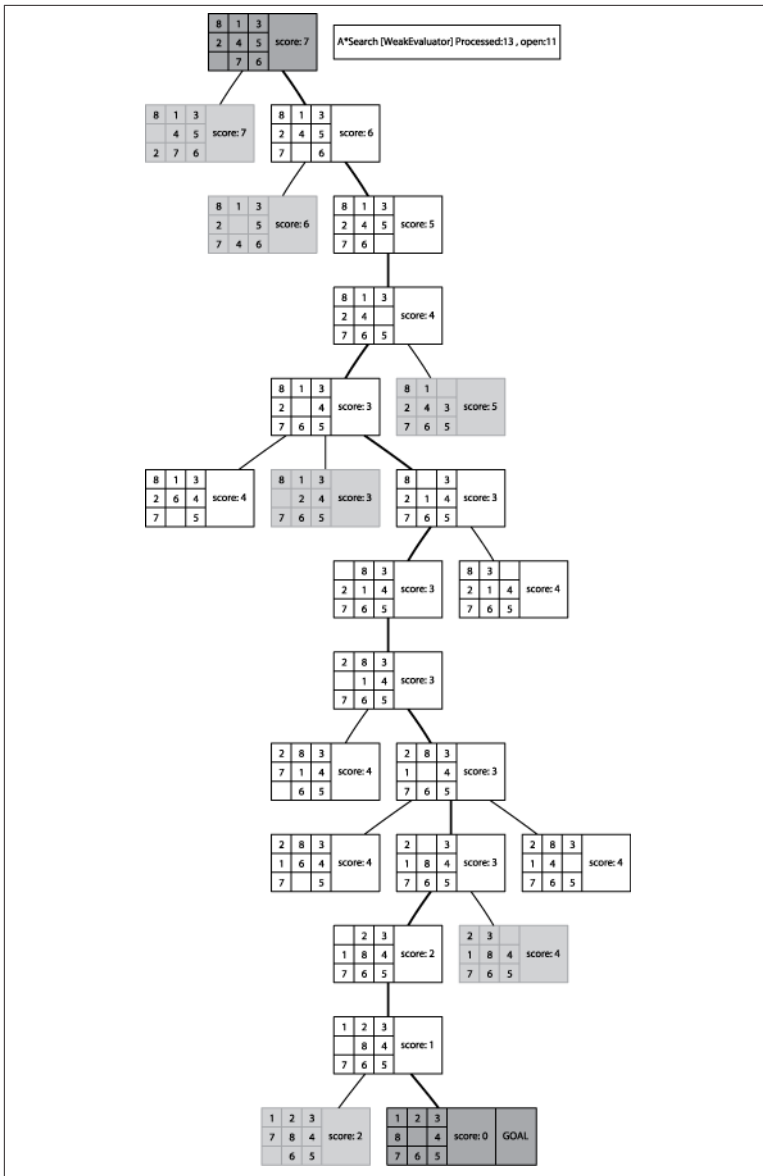 8 1 3
2 4 5 score: 7
7 6
A*Search [WeakEvaluator] Processed:13 , open:11
8 1 3
4 5 score: 7
2 7 6
8 1 3
2 4 5 score: 6
7 6
8 1 3
2 5 score: 6
7 4 6
8 1 3
2 4 5 score: 5
7 6
8 1 3
2 4 score: 4
7 6 5
8 1 3
2 4 score: 3
7 6 5
8 1
2 4 3 score: 5
7 6 5
8 1 3
2 6 4 score: 4
7 5
8 1 3
2 4 score: 3
7 6 5
8 3
2 1 4 score: 3
7 6 5
8 3
2 1 4 score: 3
7 6 5
8 3
2 1 4 score: 4
7 6 5
2 8 3
1 4 score: 3
7 6 5
2 8 3
7 1 4 score: 4
6 5
2 8 3
1 4 score: 3
7 6 5
2 8 3
1 6 4 score: 4
7 5
2 3
1 8 4 score: 3
7 6 5
2 8 3
1 4 score: 4
7 6 5
2 3
1 8 4 score: 2
7 6 5
2 3
1 8 4 score: 4
7 6 5
1 2 3
8 4 score: 1
7 6 5
1 2 3
7 8 4 score: 2
6 5
1 2 3
8 4 score: 0 GOAL
7 6 5